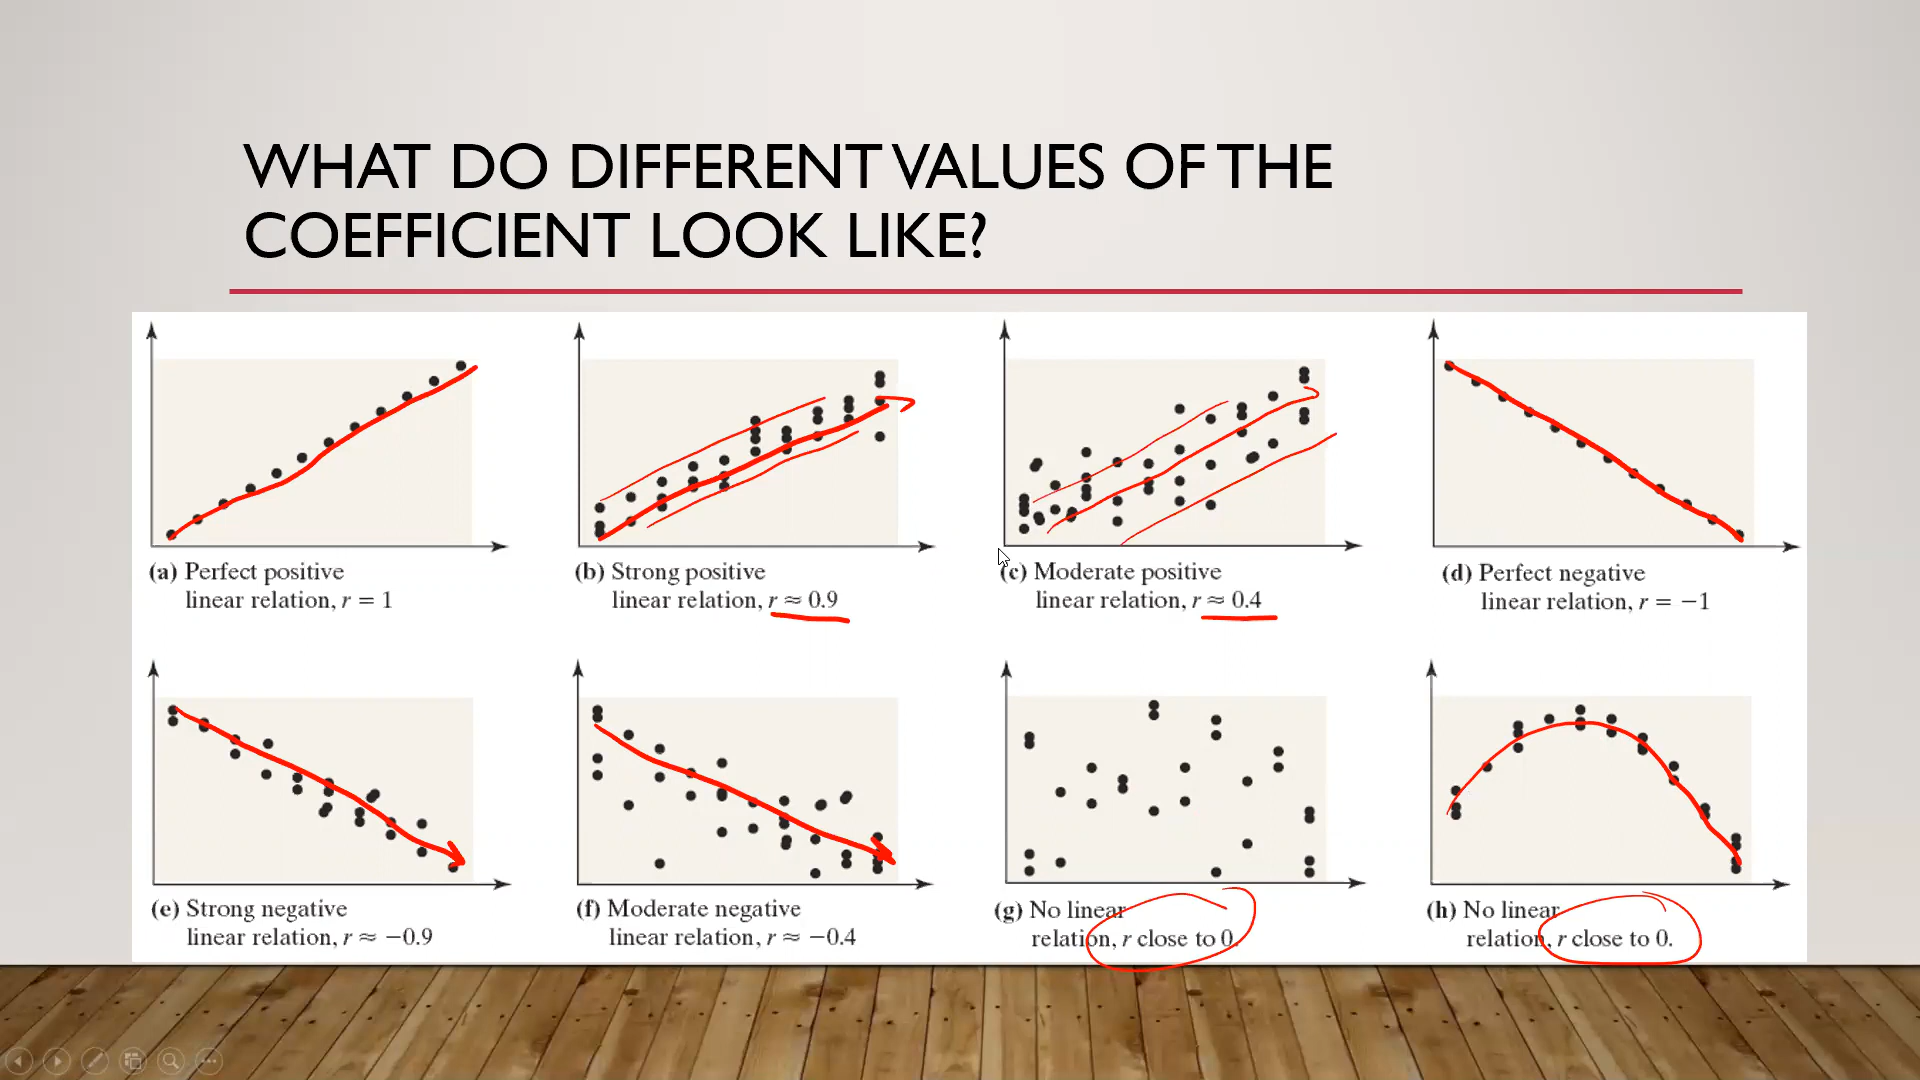 WHAT DO DIFFERENT VALUES OF THE
COEFFICIENT LOOK LIKE?
(a) Perfect positive
linear relation, r = 1
(b) Strong positive
linear relation, r ≈ 0.9
(c) Moderate positive
linear relation, r ≈ 0.4
(d) Perfect negative
linear relation, r = −1
(e) Strong negative
linear relation, r ≈ −0.9
(f) Moderate negative
linear relation, r ≈ −0.4
(g) No linear
relation, r close to 0.
(h) No linear
relation, r close to 0.